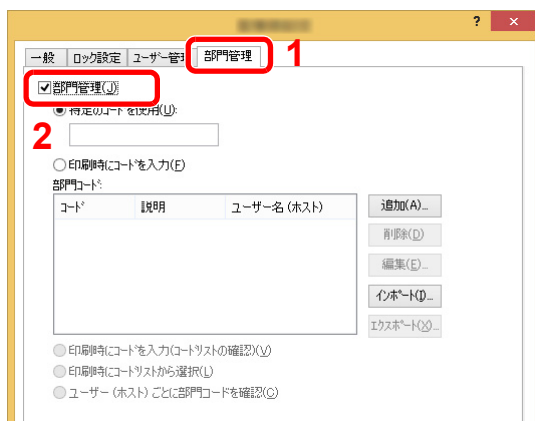 ? ×
一般 ロック設定 ユーザー管理 部門管理 1
部門管理(J)
特定のコードを使用(U):
2
印刷時にコードを入力(F)
部門コード:
コード 説明 ユーザー名 (ホスト) 追加(A)...
削除(D)
編集(E)...
インポート(I)...
エクスポート(X)...
印刷時にコードを入力(コードリストの確認)(V)
印刷時にコードリストから選択(L)
ユーザー (ホスト) ごとに部門コードを確認(C)